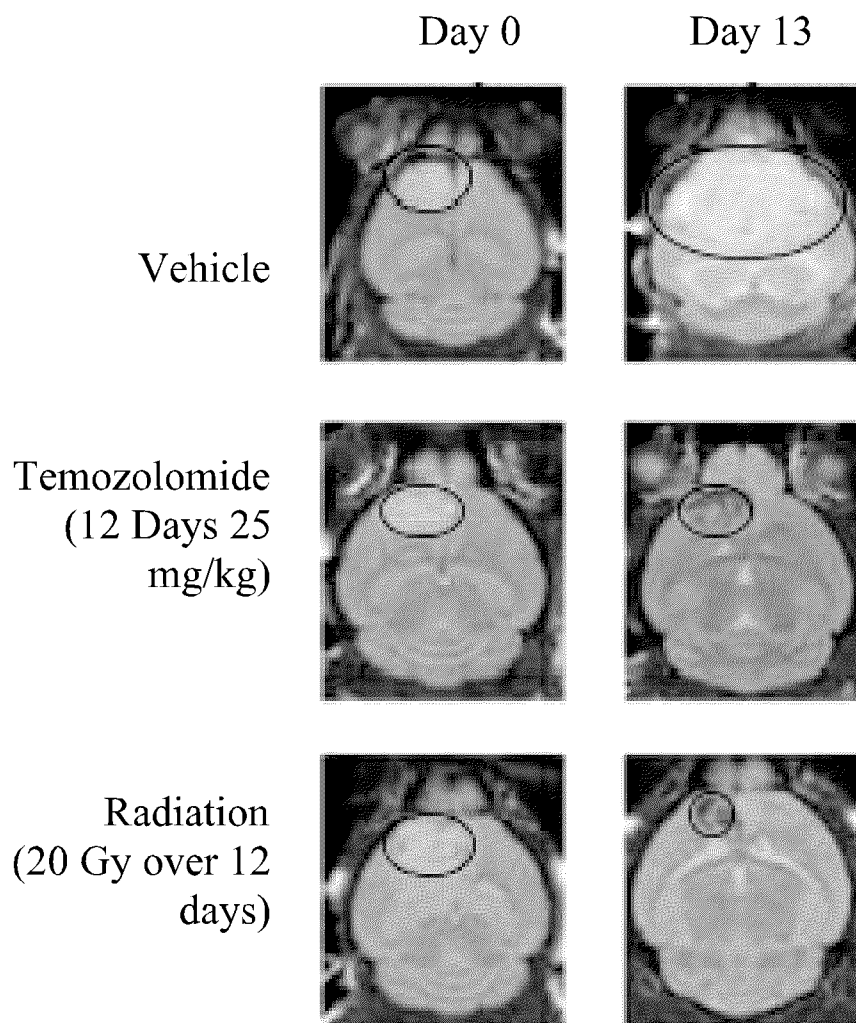 Day 0 Day 13
Vehicle
Temozolomide
(12 Days 25
mg/kg)
Radiation
(20 Gy over 12
days)